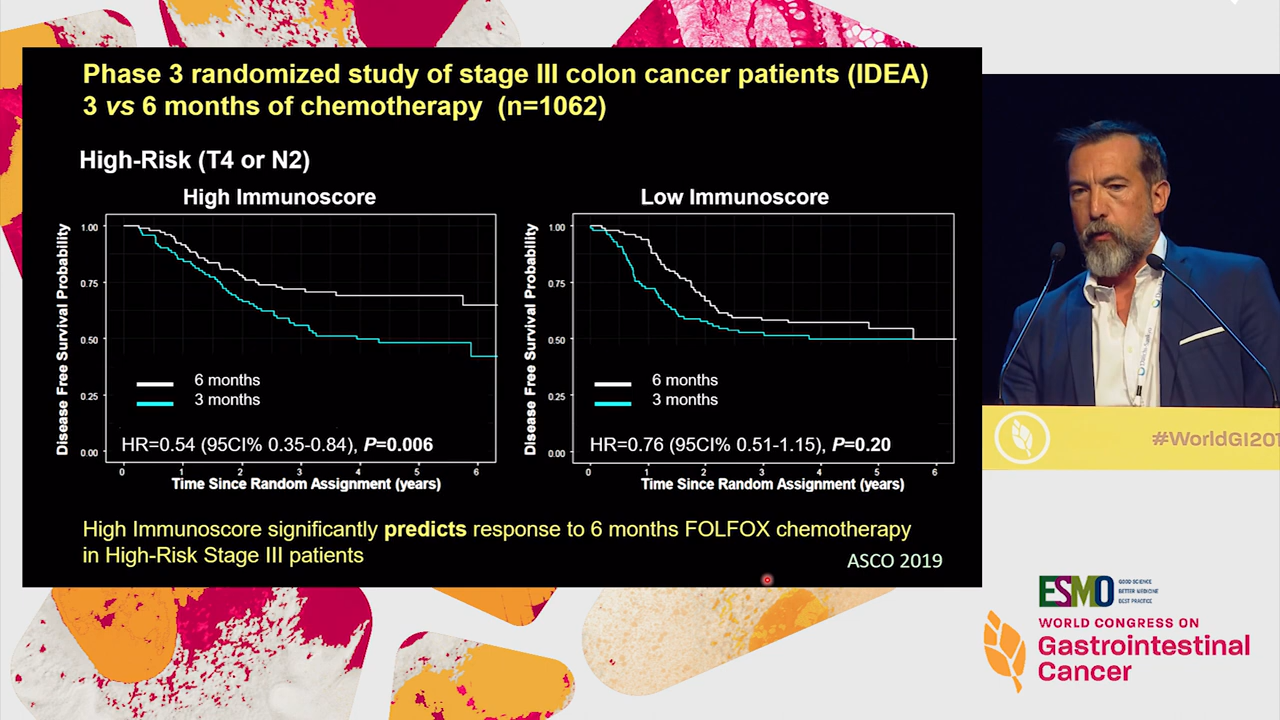 Phase 3 randomized study of stage III colon cancer patients (IDEA)
3 vs 6 months of chemotherapy (n=1062)
High-Risk (T4 or N2)
High Immunoscore
Disease Free Survival Probability
1.00
0.75
0.50
0.25
0.00
6 months
3 months
HR=0.54 (95CI% 0.35-0.84), P=0.006
0 1 2 3 4 5 6
Time Since Random Assignment (years)
Low Immunoscore
Disease Free Survival Probability
1.00
0.75
0.50
0.25
0.00
6 months
3 months
HR=0.76 (95CI% 0.51-1.15), P=0.20
0 1 2 3 4 5 6
Time Since Random Assignment (years)
High Immunoscore significantly predicts response to 6 months FOLFOX chemotherapy
in High-Risk Stage III patients
ASCO 2019
#WorldGI201
ESMO
GOOD SCIENCE
BETTER MEDICINE
BEST PRACTICE
WORLD CONGRESS ON
Gastrointestinal
Cancer